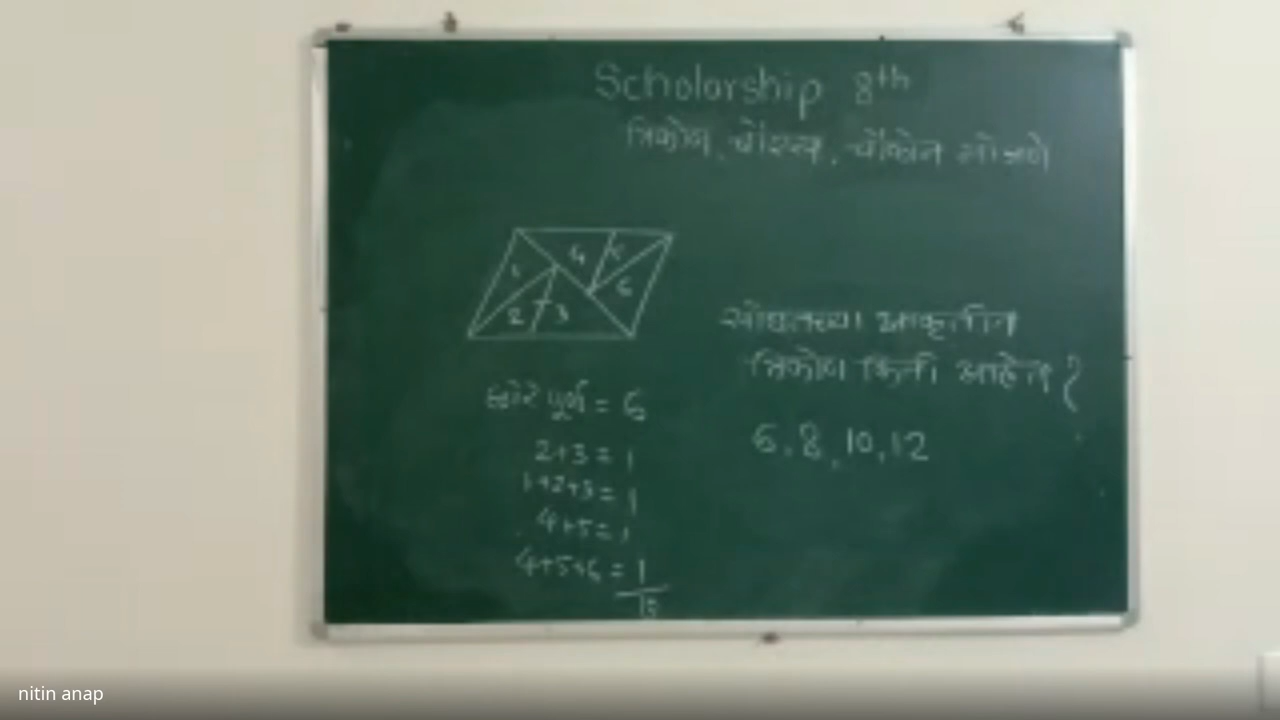 Scholarship 8th
त्रिकोण, चौरस, चौकोन मोजणे
1 4 5
2 3 6
सोबतच्या आकृतीत
त्रिकोण किती आहेत?
छोटे पूर्ण = 6
6, 8, 10, 12
2+3 = 1
1+2+3 = 1
4+5 = 1
4+5+6 = 1
10
nitin anap